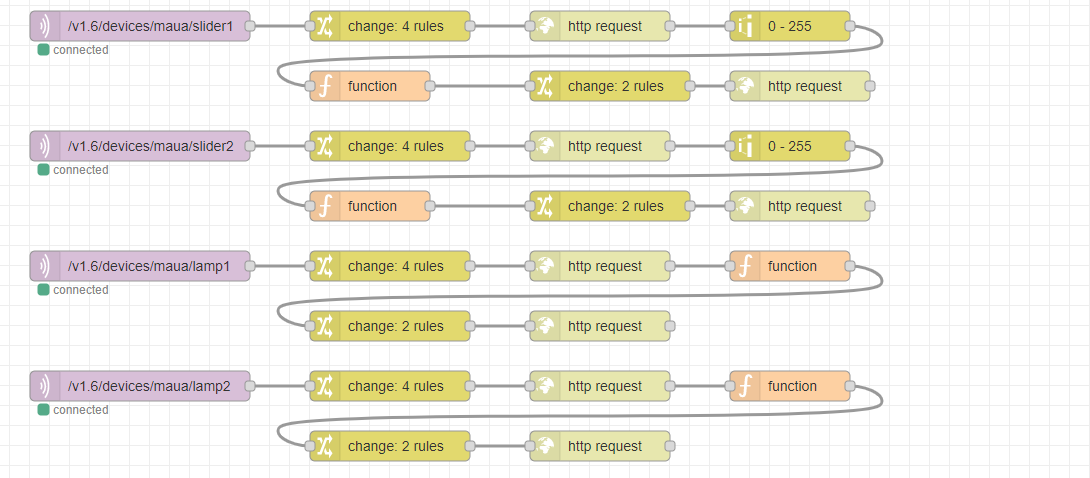 /v1.6/devices/maua/slider1 change: 4 rules http request 0 - 255
connected
function change: 2 rules http request
/v1.6/devices/maua/slider2 change: 4 rules http request 0 - 255
connected
function change: 2 rules http request
/v1.6/devices/maua/lamp1 change: 4 rules http request function
connected
change: 2 rules http request
/v1.6/devices/maua/lamp2 change: 4 rules http request function
connected
change: 2 rules http request